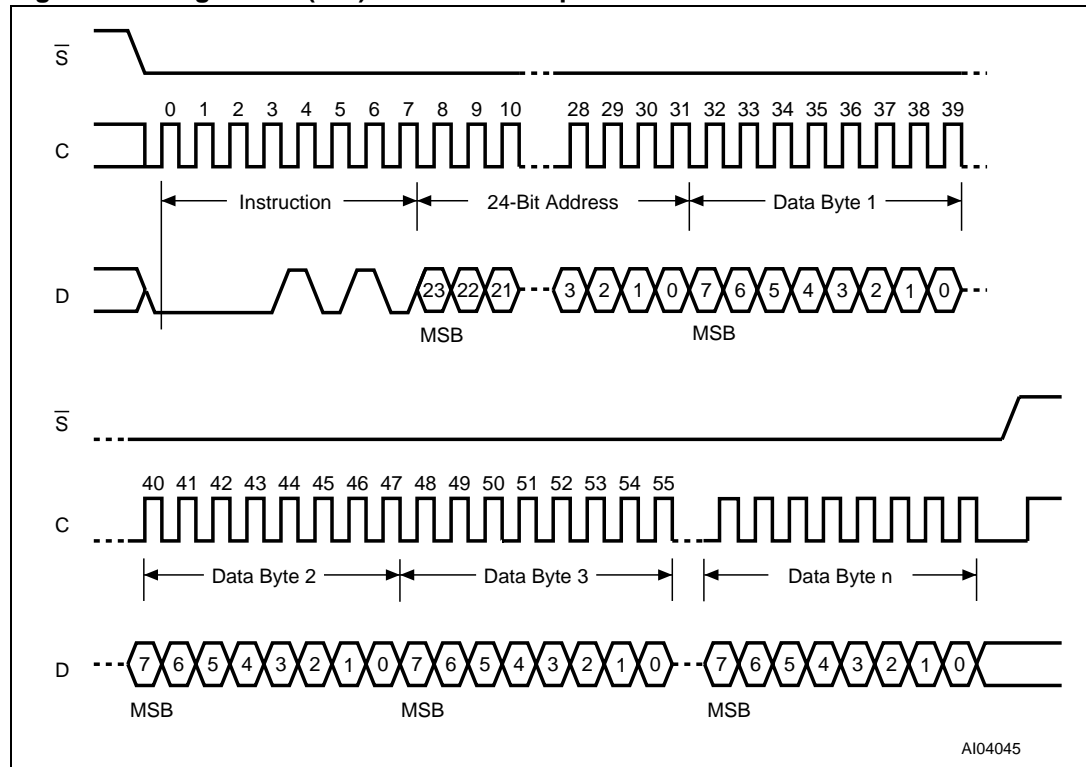 S
0 1 2 3 4 5 6 7 8 9 10 28 29 30 31 32 33 34 35 36 37 38 39
C
Instruction 24-Bit Address Data Byte 1
D 23 22 21 3 2 1 0 7 6 5 4 3 2 1 0
MSB MSB
S
40 41 42 43 44 45 46 47 48 49 50 51 52 53 54 55
C
Data Byte 2 Data Byte 3 Data Byte n
D 7 6 5 4 3 2 1 0 7 6 5 4 3 2 1 0 7 6 5 4 3 2 1 0
MSB MSB MSB
AI04045